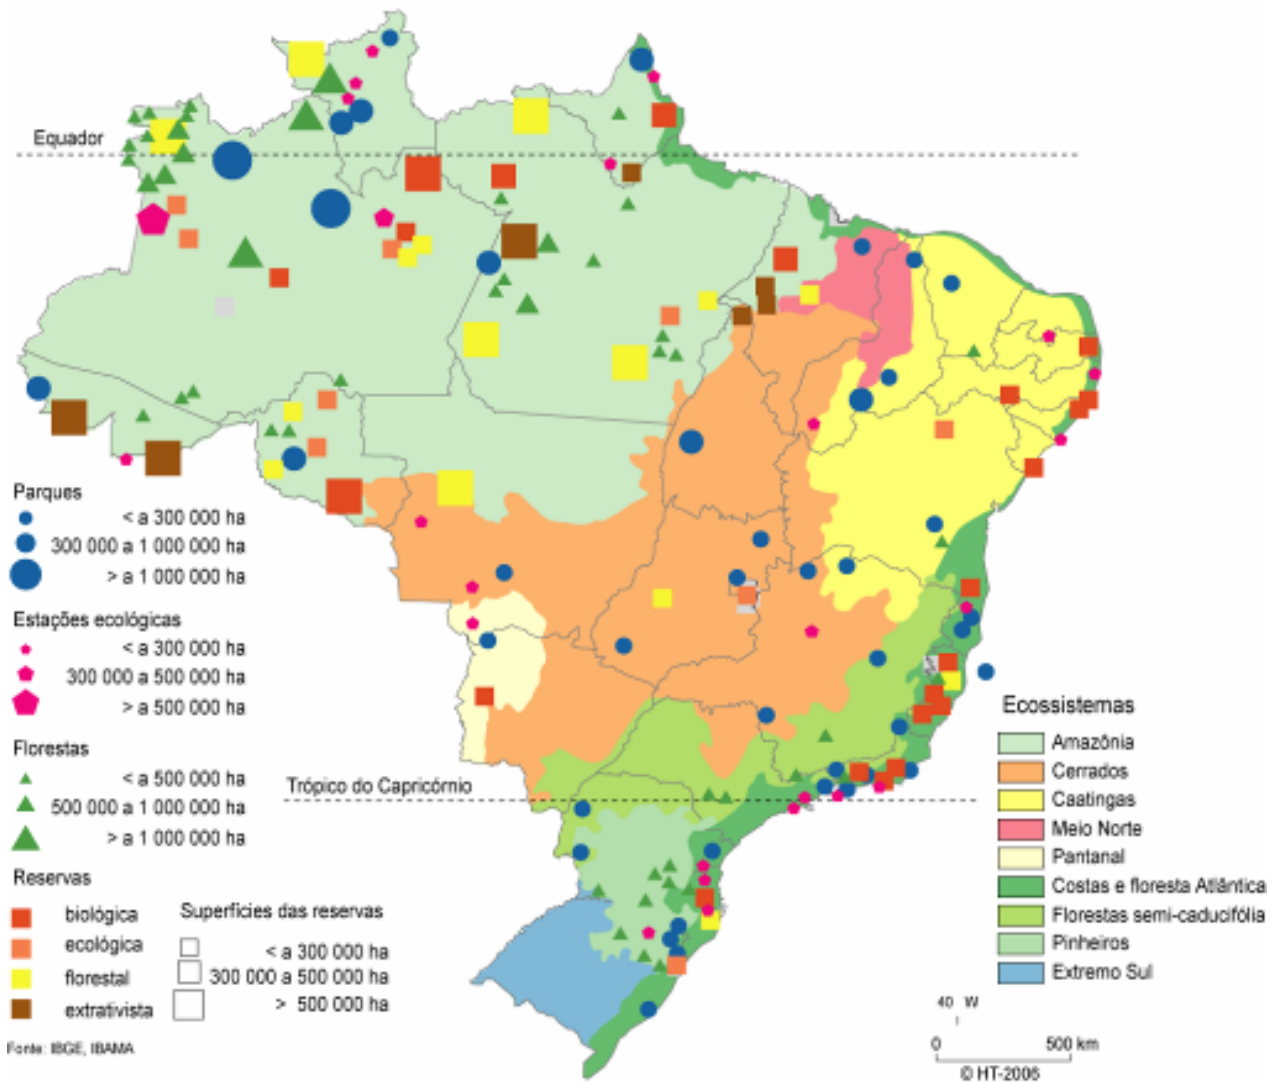 Equador
Trópico do Capricórnio
Parques
< a 300 000 ha
300 000 a 1 000 000 ha
> a 1 000 000 ha
Estações ecológicas
< a 300 000 ha
300 000 a 500 000 ha
> a 500 000 ha
Florestas
< a 500 000 ha
500 000 a 1 000 000 ha
> a 1 000 000 ha
Reservas
biológica
ecológica
florestal
extrativista
Superfícies das reservas
< a 300 000 ha
300 000 a 500 000 ha
> 500 000 ha
Fonte: IBGE, IBAMA
Ecossistemas
Amazônia
Cerrados
Caatingas
Meio Norte
Pantanal
Costas e floresta Atlântica
Florestas semi-caducifólia
Pinheiros
Extremo Sul
40 W
0 500 km
© HT-2006